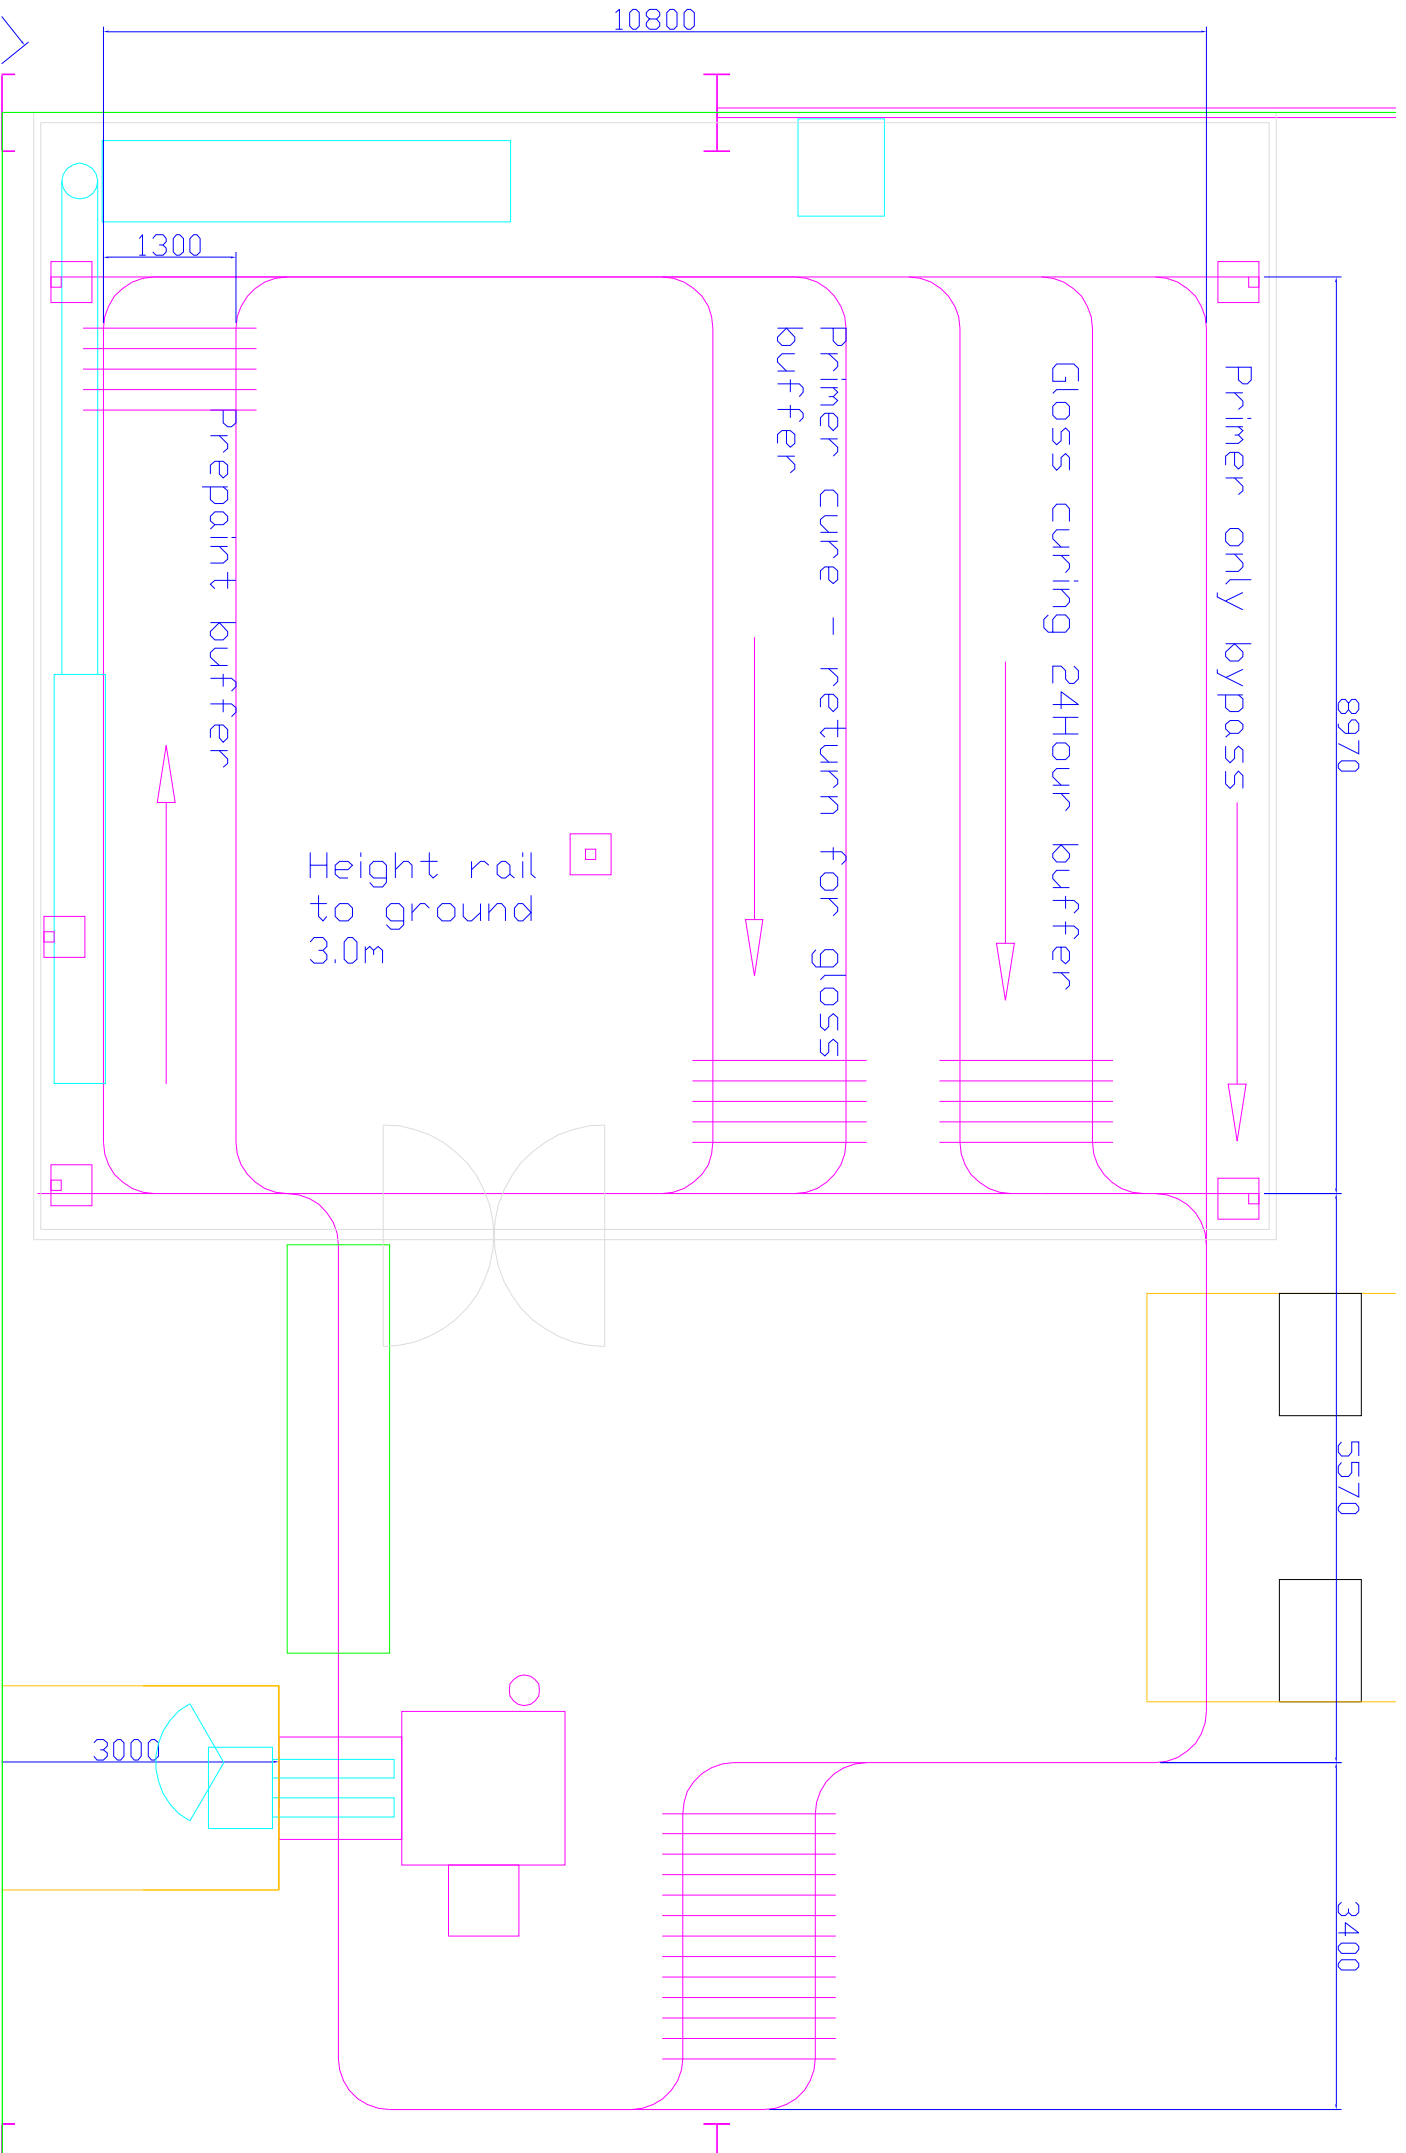 10800
1300
Primer cure - return for gloss
buffer
Gloss curing 24Hour buffer
Primer only bypass
Prepaint buffer
8970
Height rail
to ground
3.0m
5570
3000
3400